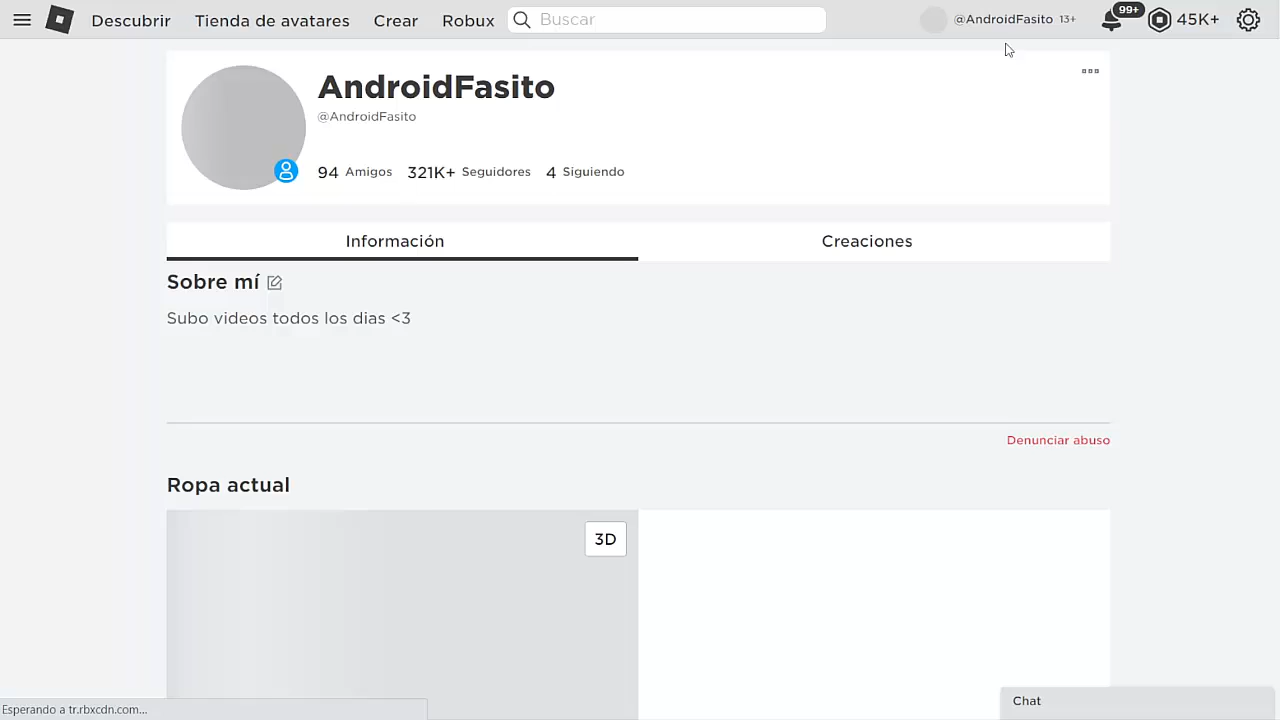 Descubrir Tienda de avatares Crear Robux Buscar @AndroidFasito 13+ 99+ 45K+
AndroidFasito
@AndroidFasito
94 Amigos 321K+ Seguidores 4 Siguiendo
Información Creaciones
Sobre mí
Subo videos todos los dias <3
Denunciar abuso
Ropa actual
3D
Chat
Esperando a tr.rbxcdn.com...